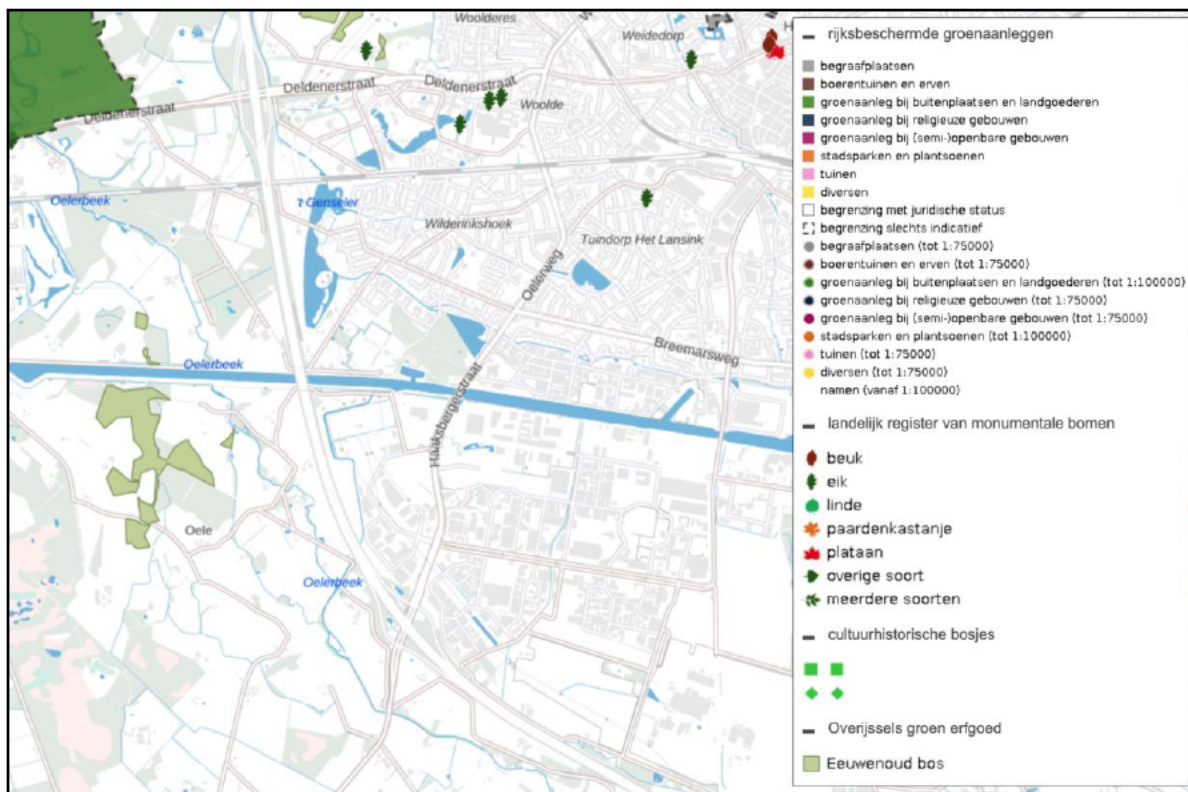 Woolderes
Weidedorp
Deldenerstraat
Deldenerstraat
Deldenerstraat
Woolde
Oelerbeek
't Genseler
Wilderinkshoek
Tuindorp Het Lansink
Oelerweg
Breemarsweg
Oelerbeek
Haaksbergerstraat
Oele
Oelerbeek
rijksbeschermde groenaanleggen
begraafplaatsen
boerentuinen en erven
groenaanleg bij buitenplaatsen en landgoederen
groenaanleg bij religieuze gebouwen
groenaanleg bij (semi-)openbare gebouwen
stadsparken en plantsoenen
tuinen
diversen
begrenzing met juridische status
begrenzing slechts indicatief
begraafplaatsen (tot 1:75000)
boerentuinen en erven (tot 1:75000)
groenaanleg bij buitenplaatsen en landgoederen (tot 1:100000)
groenaanleg bij religieuze gebouwen (tot 1:75000)
groenaanleg bij (semi-)openbare gebouwen (tot 1:75000)
stadsparken en plantsoenen (tot 1:100000)
tuinen (tot 1:75000)
diversen (tot 1:75000)
namen (vanaf 1:100000)
landelijk register van monumentale bomen
beuk
eik
linde
paardenkastanje
plataan
overige soort
meerdere soorten
cultuurhistorische bosjes
Overijssels groen erfgoed
Eeuwenoud bos